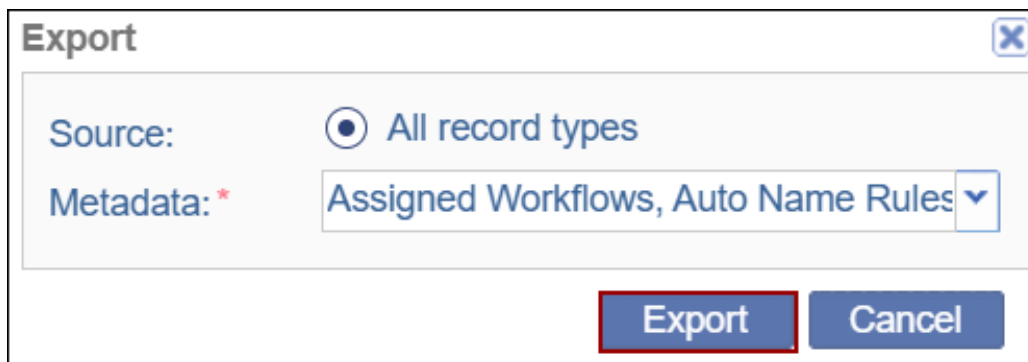 Export
Source: All record types
Metadata:* Assigned Workflows, Auto Name Rules
Export Cancel